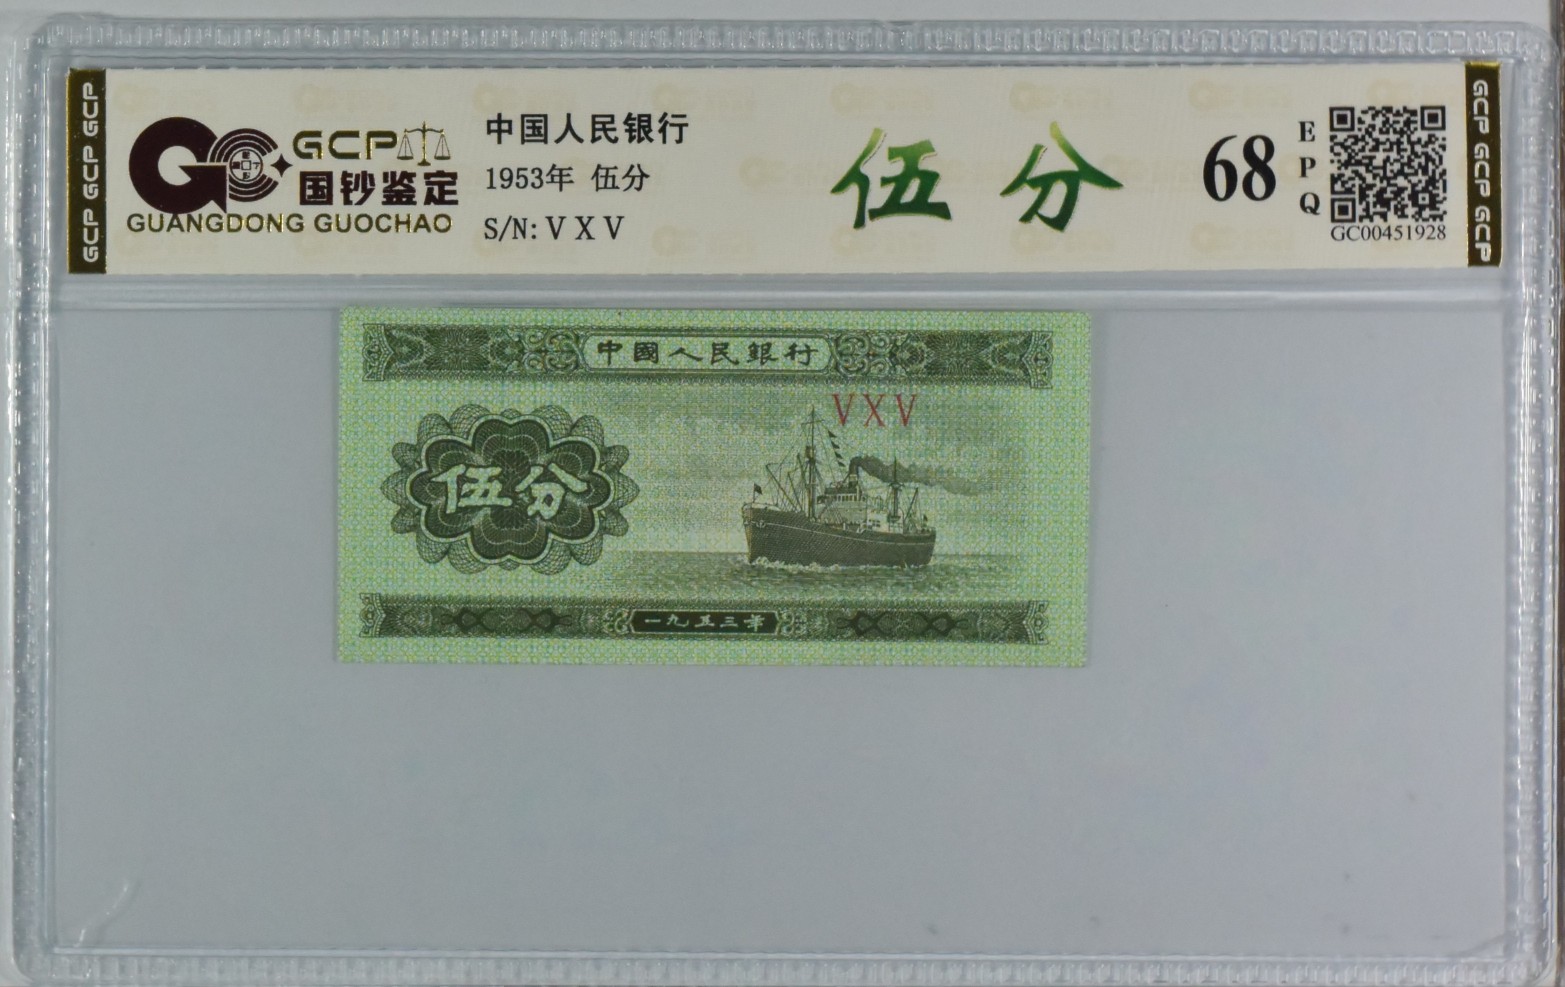 GCP GCP GCP
GCP
国钞鉴定
GUANGDONG GUOCHAO
中国人民银行
1953年 伍分
S/N: V X V
伍分
68
EPQ
GC00451928
GCP GCP GCP
中國人民銀行
VXV
伍分
一九五三年